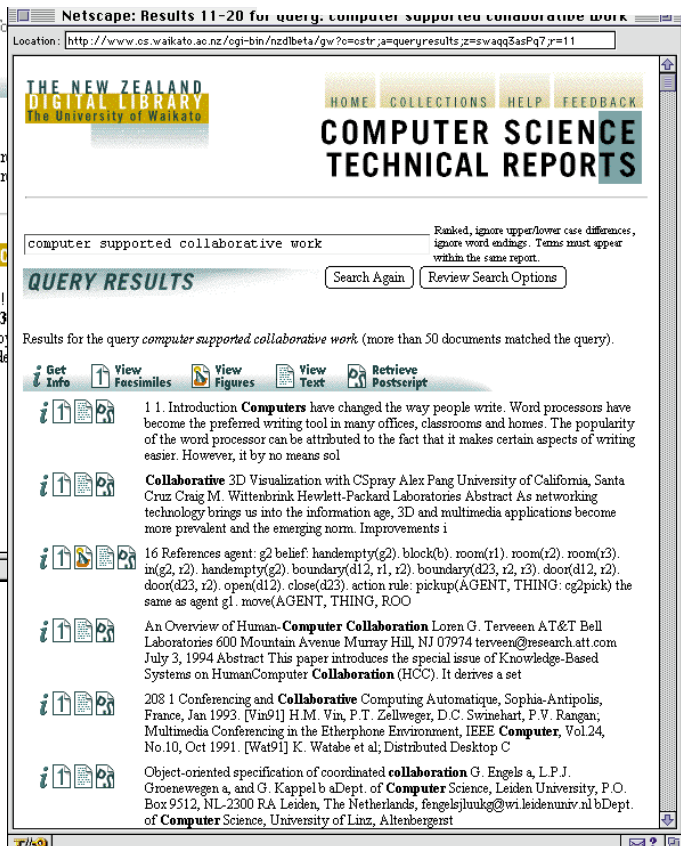 Netscape: Results 11-20 for query: computer supported collaborative work
Location: http://www.cs.waikato.ac.nz/cgi-bin/nzdlbeta/gw?c=cstr;a=queryresults;z=swaqq3asPq7;r=11
THE NEW ZEALAND
DIGITAL LIBRARY
The University of Waikato
HOME COLLECTIONS HELP FEEDBACK
COMPUTER SCIENCE
TECHNICAL REPORTS
computer supported collaborative work
Ranked, ignore upper/lower case differences,
ignore word endings. Terms must appear
within the same report.
QUERY RESULTS
Search Again
Review Search Options
Results for the query computer supported collaborative work (more than 50 documents matched the query).
i Get Info
View Facsimiles
View Figures
View Text
Retrieve Postscript
1 1. Introduction Computers have changed the way people write. Word processors have
become the preferred writing tool in many offices, classrooms and homes. The popularity
of the word processor can be attributed to the fact that it makes certain aspects of writing
easier. However, it by no means sol
Collaborative 3D Visualization with CSpray Alex Pang University of California, Santa
Cruz Craig M. Wittenbrink Hewlett-Packard Laboratories Abstract As networking
technology brings us into the information age, 3D and multimedia applications become
more prevalent and the emerging norm. Improvements i
16 References agent: g2 belief: handempty(g2). block(b). room(r1). room(r2). room(r3).
in(g2, r2). handempty(g2). boundary(d12, r1, r2). boundary(d23, r2, r3). door(d12, r2).
door(d23, r2). open(d12). close(d23). action rule: pickup(AGENT, THING: cg2pick) the
same as agent g1. move(AGENT, THING, ROO
An Overview of Human-Computer Collaboration Loren G. Terveeen AT&T Bell
Laboratories 600 Mountain Avenue Murray Hill, NJ 07974 terveen@research.att.com
July 3, 1994 Abstract This paper introduces the special issue of Knowledge-Based
Systems on HumanComputer Collaboration (HCC). It derives a set
208 1 Conferencing and Collaborative Computing Automatique, Sophia-Antipolis,
France, Jan 1993. [Vin91] H.M. Vin, P.T. Zellweger, D.C. Swinehart, P.V. Rangan;
Multimedia Conferencing in the Etherphone Environment, IEEE Computer, Vol.24,
No.10, Oct 1991. [Wat91] K. Watabe et al; Distributed Desktop C
Object-oriented specification of coordinated collaboration G. Engels a, L.P.J.
Groenewegen a, and G. Kappel b aDept. of Computer Science, Leiden University, P.O.
Box 9512, NL-2300 RA Leiden, The Netherlands, fengelsjluukg@wi.leidenuniv.nl bDept.
of Computer Science, University of Linz, Altenbergerst